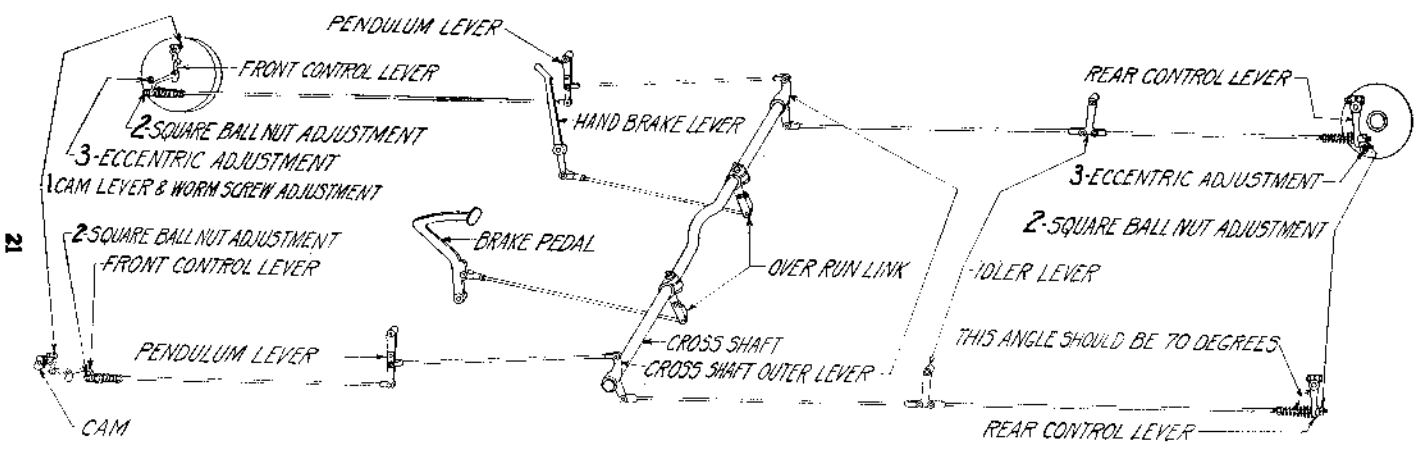 PENDULUM LEVER
FRONT CONTROL LEVER
REAR CONTROL LEVER
2-SQUARE BALL NUT ADJUSTMENT
HAND BRAKE LEVER
3-ECCENTRIC ADJUSTMENT
3-ECCENTRIC ADJUSTMENT
1 CAM LEVER & WORM SCREW ADJUSTMENT
2-SQUARE BALL NUT ADJUSTMENT
2-SQUARE BALL NUT ADJUSTMENT
BRAKE PEDAL
FRONT CONTROL LEVER
OVER RUN LINK
IDLER LEVER
21
THIS ANGLE SHOULD BE 70 DEGREES
PENDULUM LEVER
CROSS SHAFT
CROSS SHAFT OUTER LEVER
CAM
REAR CONTROL LEVER